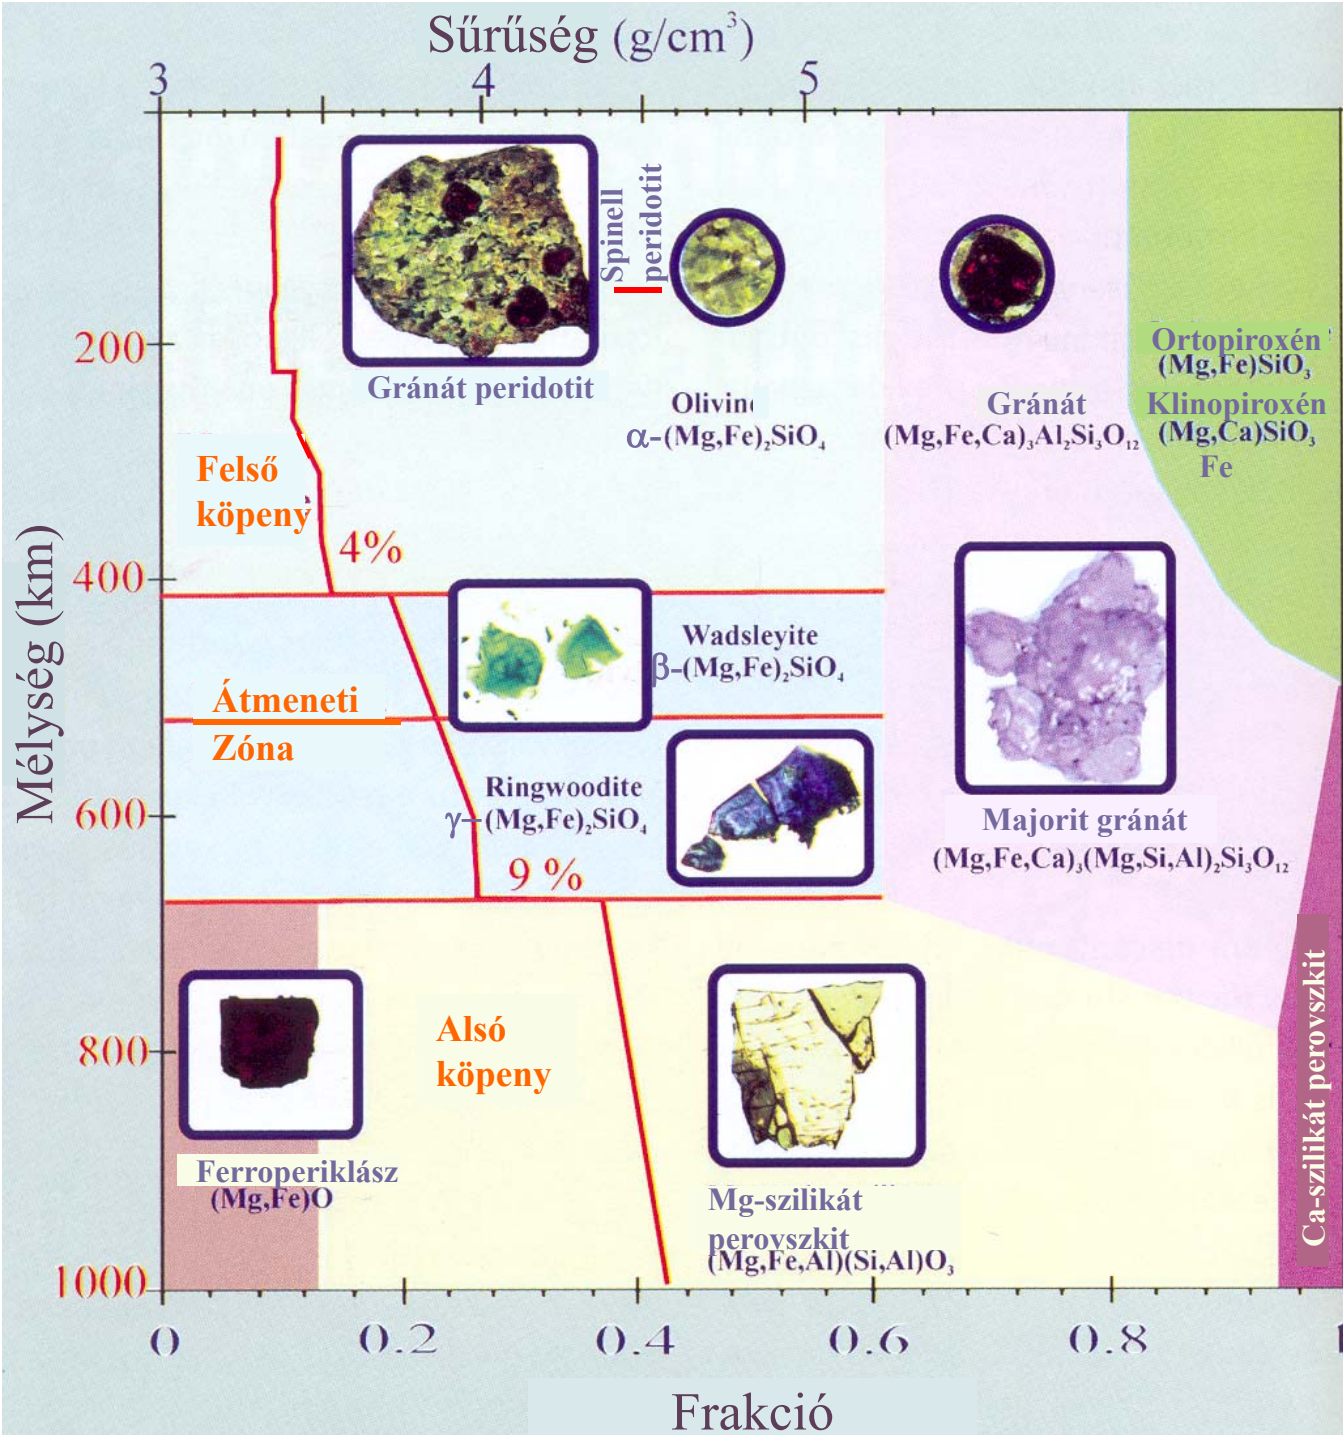 Sűrűség (g/cm³)
3
4
5
Spinell
peridotit
200
Gránát peridotit
Ortopiroxén
(Mg,Fe)SiO₃
Olivine
α-(Mg,Fe)₂SiO₄
Gránát
(Mg,Fe,Ca)₃Al₂Si₃O₁₂
Klinopiroxén
(Mg,Ca)SiO₃
Fe
Felső
köpeny
4%
Mélység (km)
400
Wadsleyite
β-(Mg,Fe)₂SiO₄
Átmeneti
Zóna
Ringwoodite
γ-(Mg,Fe)₂SiO₄
600
Majorit gránát
(Mg,Fe,Ca)₃(Mg,Si,Al)₂Si₃O₁₂
9 %
Ca-szilikát perovszkit
Alsó
köpeny
800
Ferroperiklász
(Mg,Fe)O
Mg-szilikát
perovszkit
(Mg,Fe,Al)(Si,Al)O₃
1000
0
0.2
0.4
0.6
0.8
1
Frakció